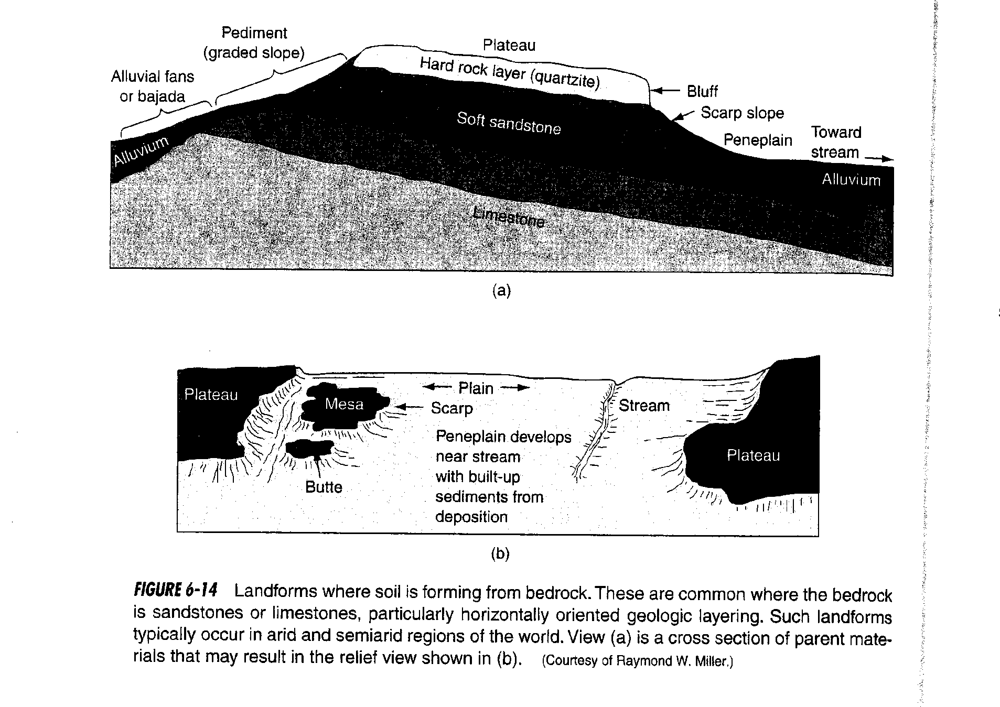 Pediment
(graded slope)
Plateau
Alluvial fans
or bajada
Hard rock layer (quartzite)
Bluff
Scarp slope
Soft sandstone
Peneplain
Toward
stream
Alluvium
Alluvium
Limestone
(a)
Plateau
Mesa
Plain
Scarp
Stream
Peneplain develops
near stream
with built-up
sediments from
deposition
Plateau
Butte
(b)
FIGURE 6-14 Landforms where soil is forming from bedrock. These are common where the bedrock
is sandstones or limestones, particularly horizontally oriented geologic layering. Such landforms
typically occur in arid and semiarid regions of the world. View (a) is a cross section of parent mate-
rials that may result in the relief view shown in (b). (Courtesy of Raymond W. Miller.)